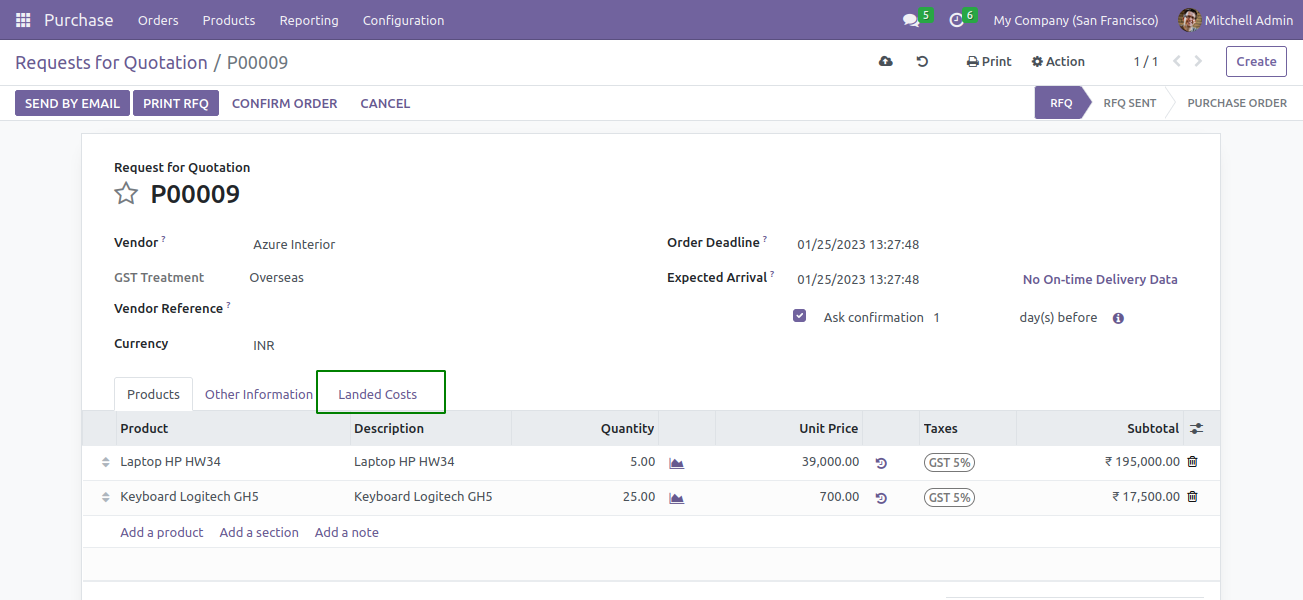 Purchase Orders Products Reporting Configuration 5 6 My Company (San Francisco) Mitchell Admin
Requests for Quotation / P00009 Print Action 1 / 1 Create
SEND BY EMAIL PRINT RFQ CONFIRM ORDER CANCEL RFQ RFQ SENT PURCHASE ORDER
Request for Quotation
P00009
Vendor ? Azure Interior Order Deadline ? 01/25/2023 13:27:48
GST Treatment Overseas Expected Arrival ? 01/25/2023 13:27:48 No On-time Delivery Data
Vendor Reference ? Ask confirmation 1 day(s) before
Currency INR
Products Other Information Landed Costs
Product Description Quantity Unit Price Taxes Subtotal
Laptop HP HW34 Laptop HP HW34 5.00 39,000.00 GST 5% ₹ 195,000.00
Keyboard Logitech GH5 Keyboard Logitech GH5 25.00 700.00 GST 5% ₹ 17,500.00
Add a product Add a section Add a note